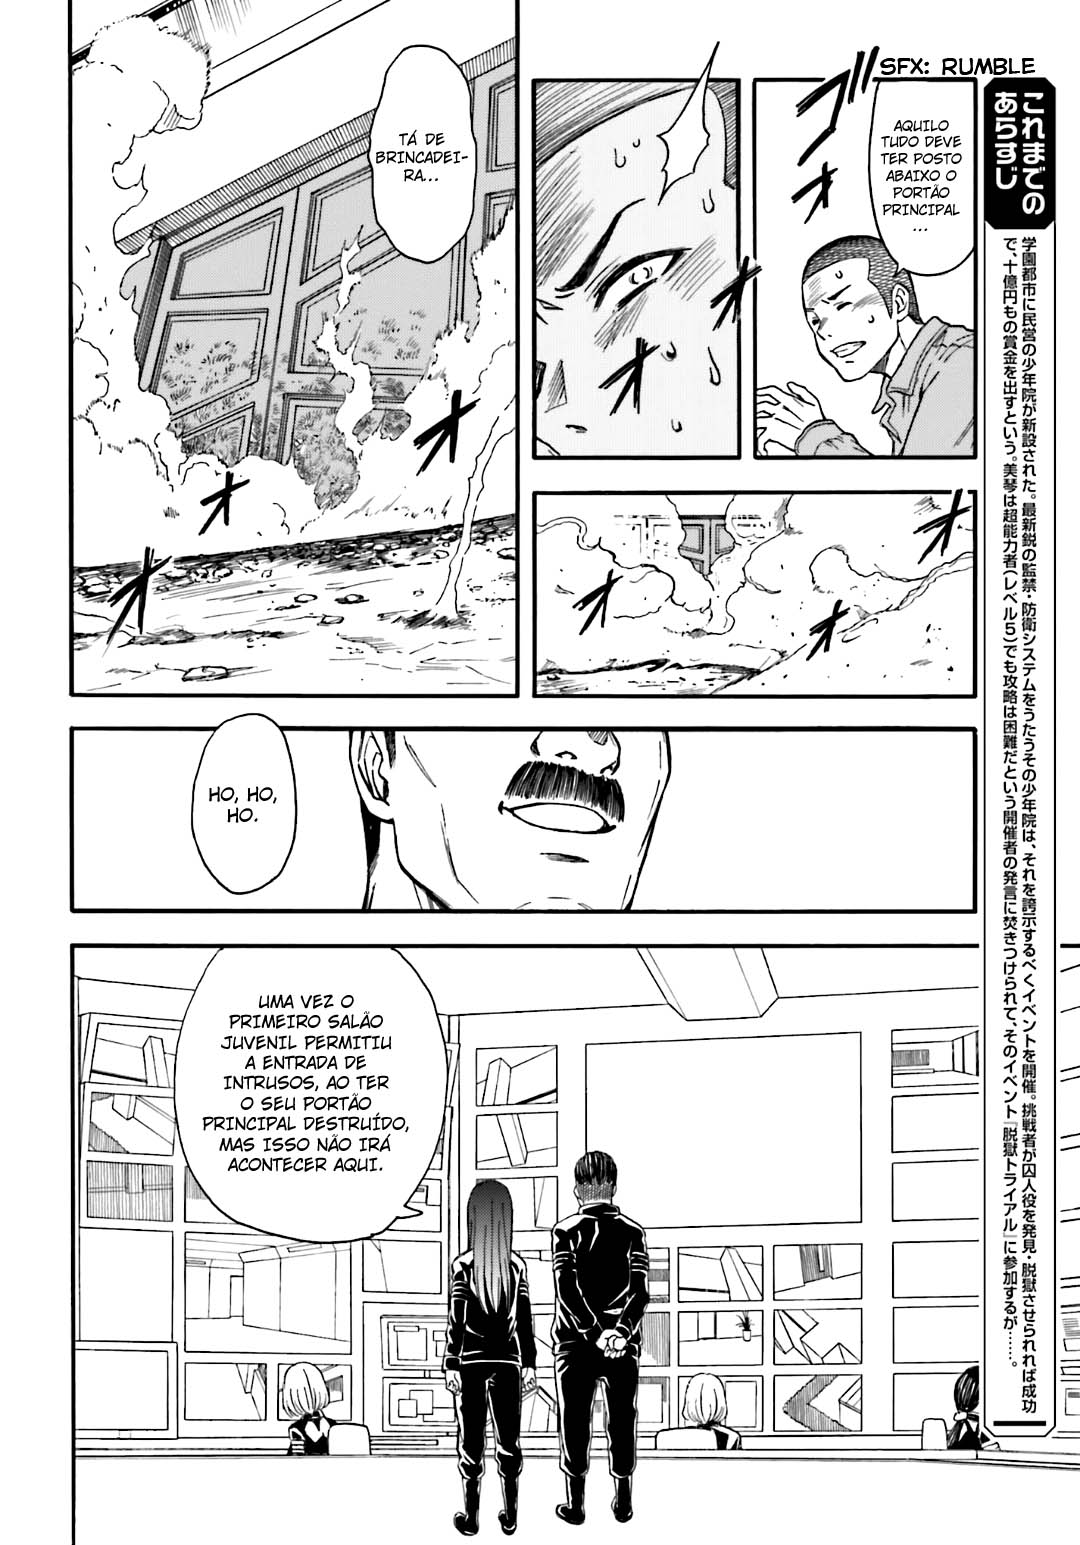 SFX: RUMBLE
これまでの
あらすじ
学園都市に民営の少年院が新設された。最新鋭の監禁・防衛システムをうたうその少年院は、それを誇示するべくイベントを開催。挑戦者が囚人役を発見・脱獄させられれば成功
で、十億円もの賞金を出すという。美琴は超能力者(レベル5)でも攻略は困難だという開催者の発言に焚きつけられて、そのイベント『脱獄トライアル』に参加するが……。
AQUILO
TUDO DEVE
TER POSTO
ABAIXO O
PORTÃO
PRINCIPAL
...
TÁ DE
BRINCADEI-
RA...
HO, HO,
HO.
UMA VEZ O
PRIMEIRO SALÃO
JUVENIL PERMITIU
A ENTRADA DE
INTRUSOS, AO TER
O SEU PORTÃO
PRINCIPAL DESTRUÍDO,
MAS ISSO NÃO IRÁ
ACONTECER AQUI.